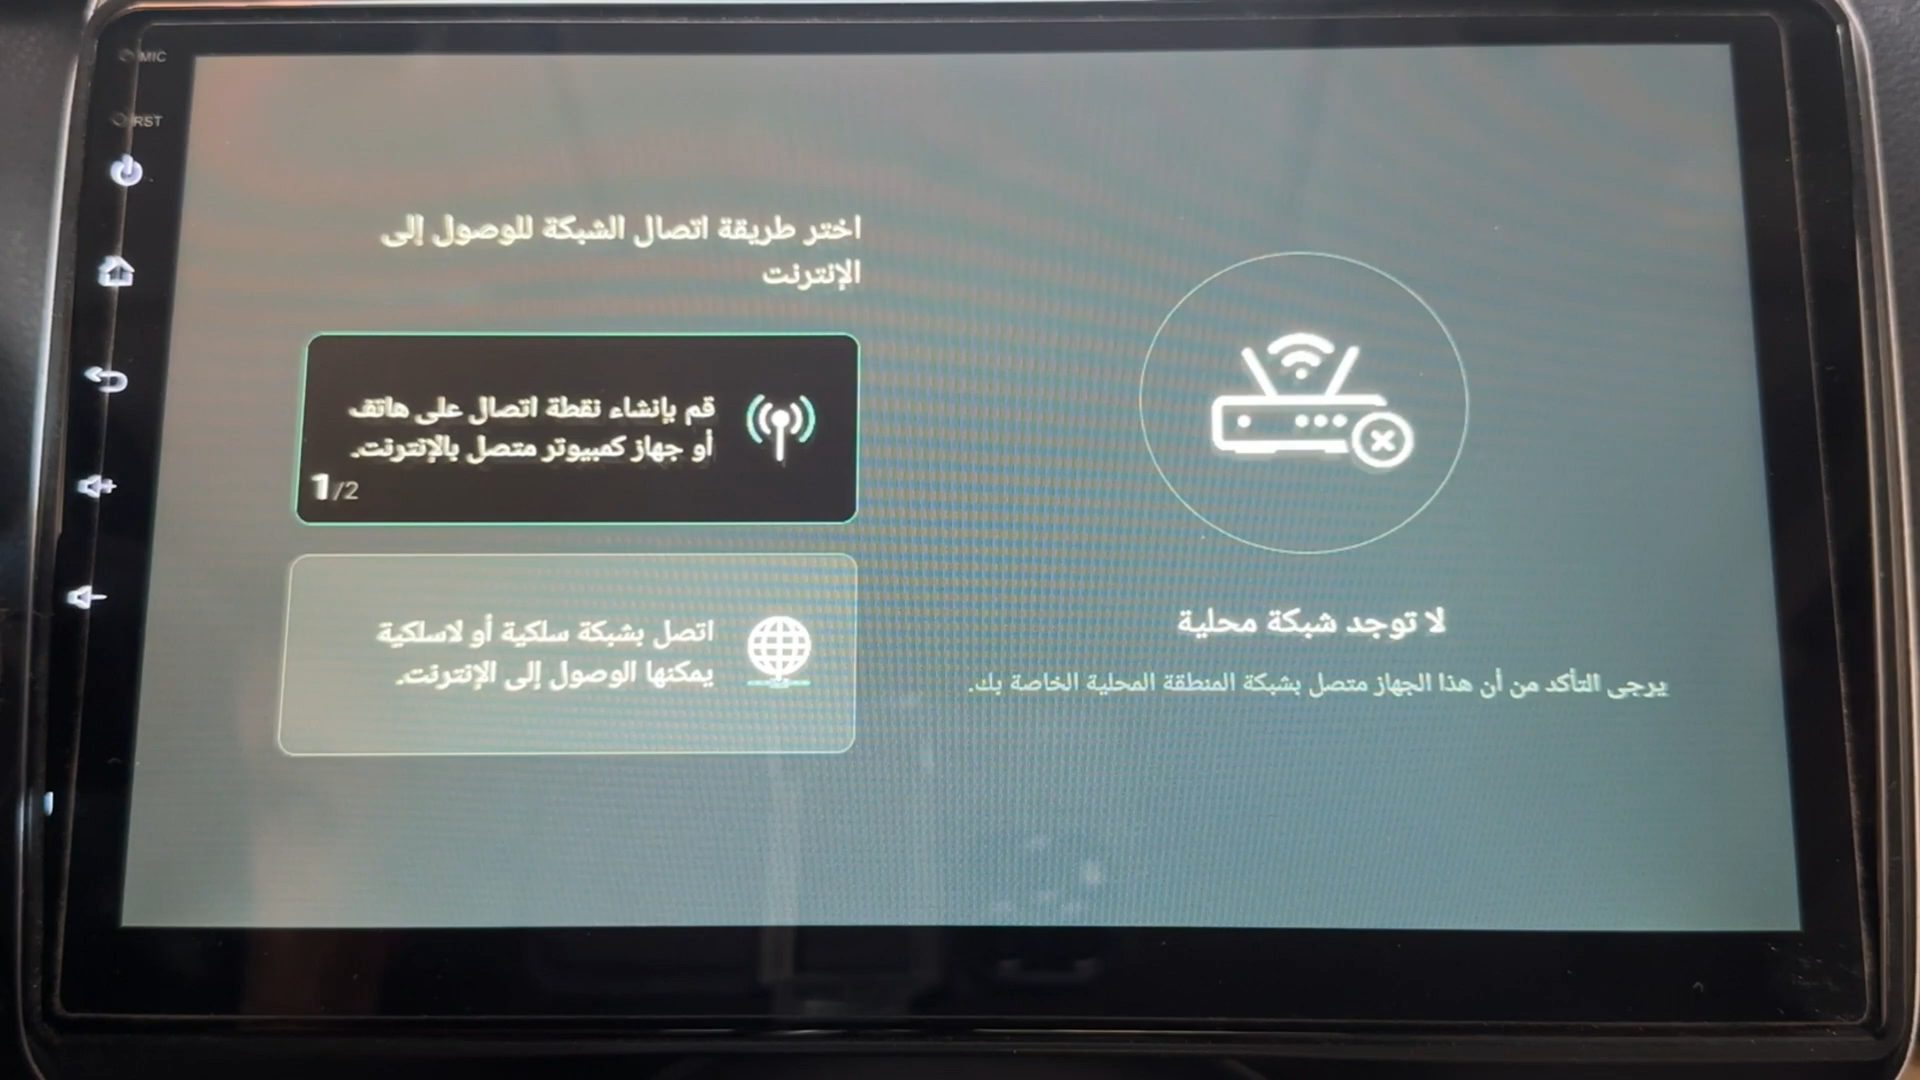 MIC
RST
لا توجد شبكة محلية
يرجى التأكد من أن هذا الجهاز متصل بشبكة المنطقة المحلية الخاصة بك.
اختر طريقة اتصال الشبكة للوصول إلى
الإنترنت
قم بإنشاء نقطة اتصال على هاتف
أو جهاز كمبيوتر متصل بالإنترنت.
1/2
اتصل بشبكة سلكية أو لاسلكية
يمكنها الوصول إلى الإنترنت.